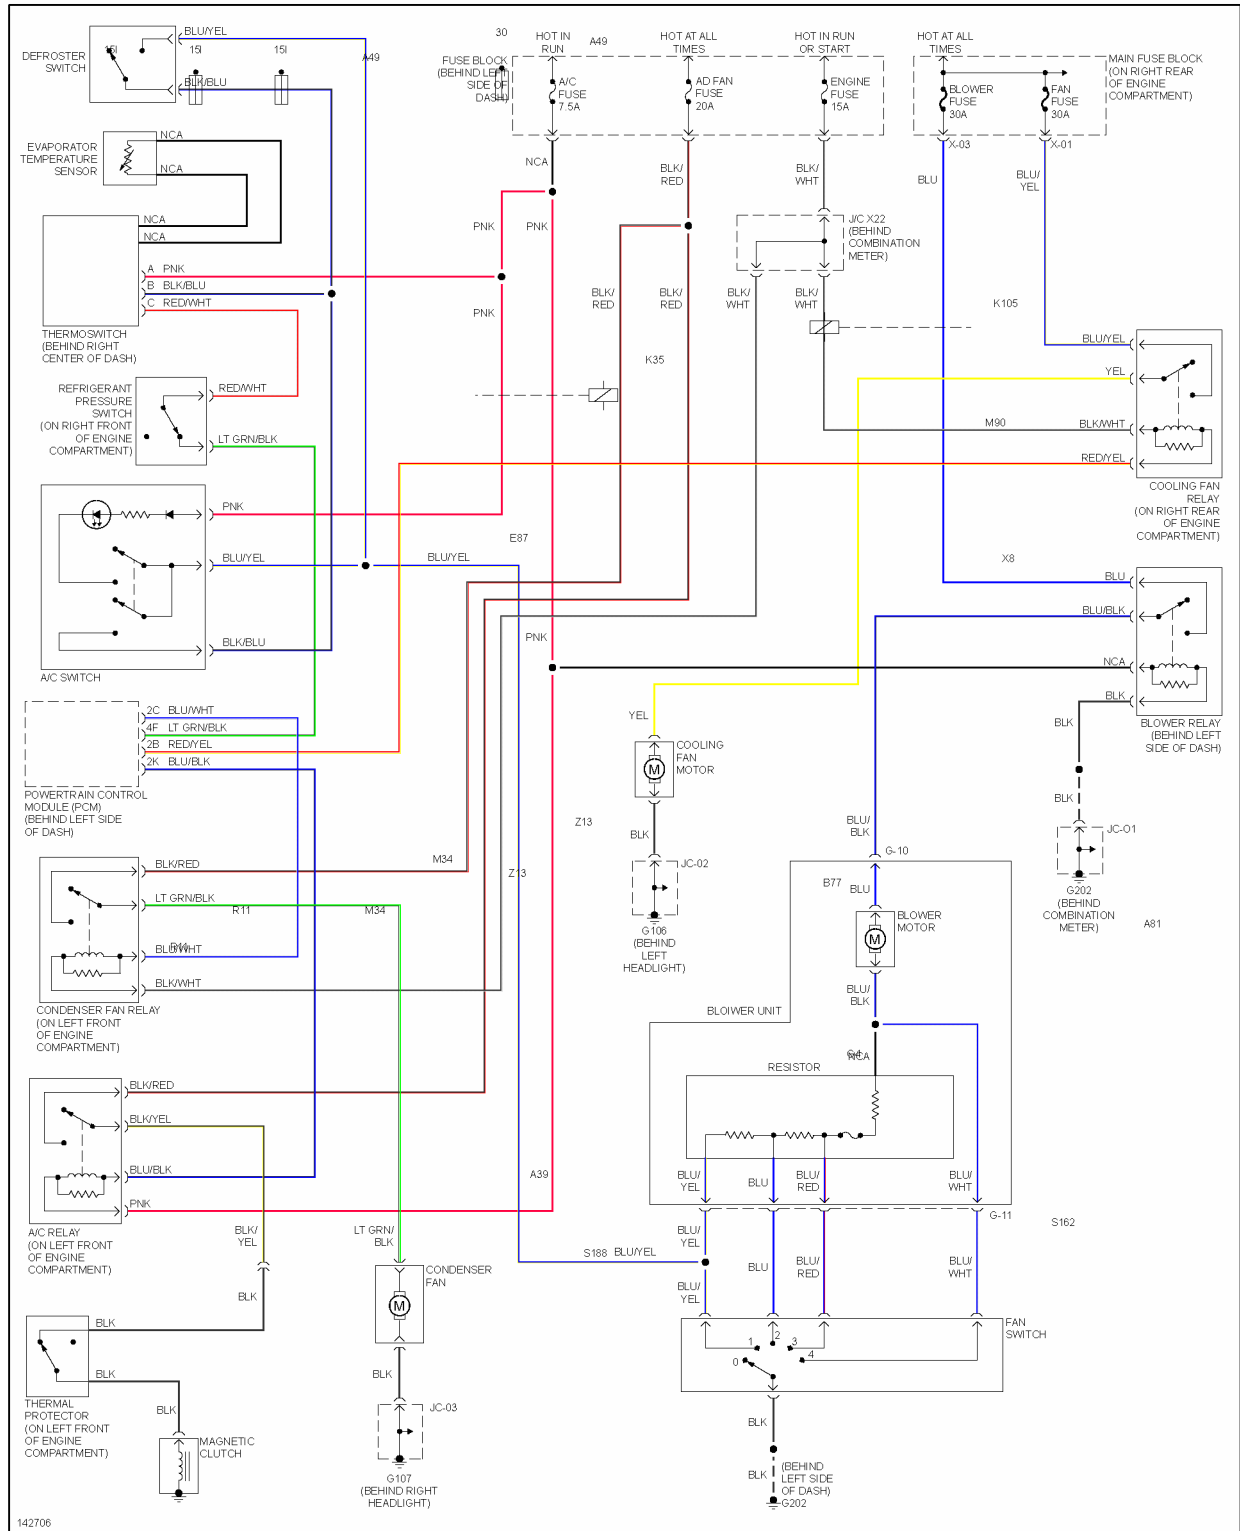 BLU/YEL
DEFROSTER
SWITCH
15I
15I
15I
A49
BLK/BLU
30
HOT IN
RUN
A49
HOT AT ALL
TIMES
HOT IN RUN
OR START
HOT AT ALL
TIMES
FUSE BLOCK
(BEHIND LEFT
SIDE OF
DASH)
A/C
FUSE
7.5A
AD FAN
FUSE
20A
ENGINE
FUSE
15A
BLOWER
FUSE
30A
FAN
FUSE
30A
MAIN FUSE BLOCK
(ON RIGHT REAR
OF ENGINE
COMPARTMENT)
X-03
X-01
NCA
EVAPORATOR
TEMPERATURE
SENSOR
NCA
NCA
BLK/
RED
BLK/
WHT
BLU
BLU/
YEL
NCA
NCA
PNK
PNK
J/C X22
(BEHIND
COMBINATION
METER)
A PNK
B BLK/BLU
C RED/WHT
THERMOSWITCH
(BEHIND RIGHT
CENTER OF DASH)
PNK
BLK/
RED
BLK/
RED
BLK/
WHT
BLK/
WHT
K105
K35
BLU/YEL
YEL
M90
BLK/WHT
RED/YEL
COOLING FAN
RELAY
(ON RIGHT REAR
OF ENGINE
COMPARTMENT)
REFRIGERANT
PRESSURE
SWITCH
(ON RIGHT FRONT
OF ENGINE
COMPARTMENT)
RED/WHT
LT GRN/BLK
PNK
BLU/YEL
BLU/YEL
E87
X8
BLU
BLU/BLK
NCA
BLK
BLOWER RELAY
(BEHIND LEFT
SIDE OF DASH)
BLK/BLU
A/C SWITCH
PNK
2C BLU/WHT
4F LT GRN/BLK
2B RED/YEL
2K BLU/BLK
POWERTRAIN CONTROL
MODULE (PCM)
(BEHIND LEFT SIDE
OF DASH)
YEL
COOLING
FAN
MOTOR
M
BLK
JC-02
G106
(BEHIND
LEFT
HEADLIGHT)
BLK
BLK
JC-O1
G202
(BEHIND
COMBINATION
METER)
A81
Z13
Z13
M34
BLK/RED
LT GRN/BLK
R11
M34
BLU/WHT
BLK/WHT
CONDENSER FAN RELAY
(ON LEFT FRONT
OF ENGINE
COMPARTMENT)
BLU/
BLK
G-10
B77
BLU
BLOWER
MOTOR
M
BLU/
BLK
BLOIWER UNIT
NCA
RESISTOR
BLK/RED
BLK/YEL
BLU/BLK
PNK
A/C RELAY
(ON LEFT FRONT
OF ENGINE
COMPARTMENT)
A39
BLU/
YEL
BLU
BLU/
RED
BLU/
WHT
G-11
S162
BLK/
YEL
LT GRN/
BLK
S188 BLU/YEL
BLU/
YEL
BLU
BLU/
RED
BLU/
WHT
BLU/
YEL
BLK
CONDENSER
FAN
M
FAN
SWITCH
0
1
2
3
4
BLK
BLK
THERMAL
PROTECTOR
(ON LEFT FRONT
OF ENGINE
COMPARTMENT)
BLK
MAGNETIC
CLUTCH
BLK
JC-03
G107
(BEHIND RIGHT
HEADLIGHT)
BLK
BLK
(BEHIND
LEFT SIDE
OF DASH)
G202
142706